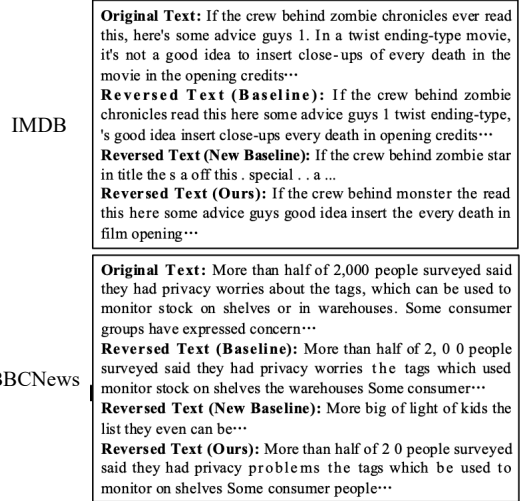 IMDB
Original Text: If the crew behind zombie chronicles ever read
this, here's some advice guys 1. In a twist ending-type movie,
it's not a good idea to insert close-ups of every death in the
movie in the opening credits···
Reversed Text (Baseline): If the crew behind zombie
chronicles read this here some advice guys 1 twist ending-type,
's good idea insert close-ups every death in opening credits···
Reversed Text (New Baseline): If the crew behind zombie star
in title the s a off this . special . . a ...
Reversed Text (Ours): If the crew behind monster the read
this here some advice guys good idea insert the every death in
film opening···
BBCNews
Original Text: More than half of 2,000 people surveyed said
they had privacy worries about the tags, which can be used to
monitor stock on shelves or in warehouses. Some consumer
groups have expressed concern···
Reversed Text (Baseline): More than half of 2, 0 0 people
surveyed said they had privacy worries the tags which used
monitor stock on shelves the warehouses Some consumer···
Reversed Text (New Baseline): More big of light of kids the
list they even can be···
Reversed Text (Ours): More than half of 2 0 people surveyed
said they had privacy problems the tags which be used to
monitor on shelves Some consumer people···